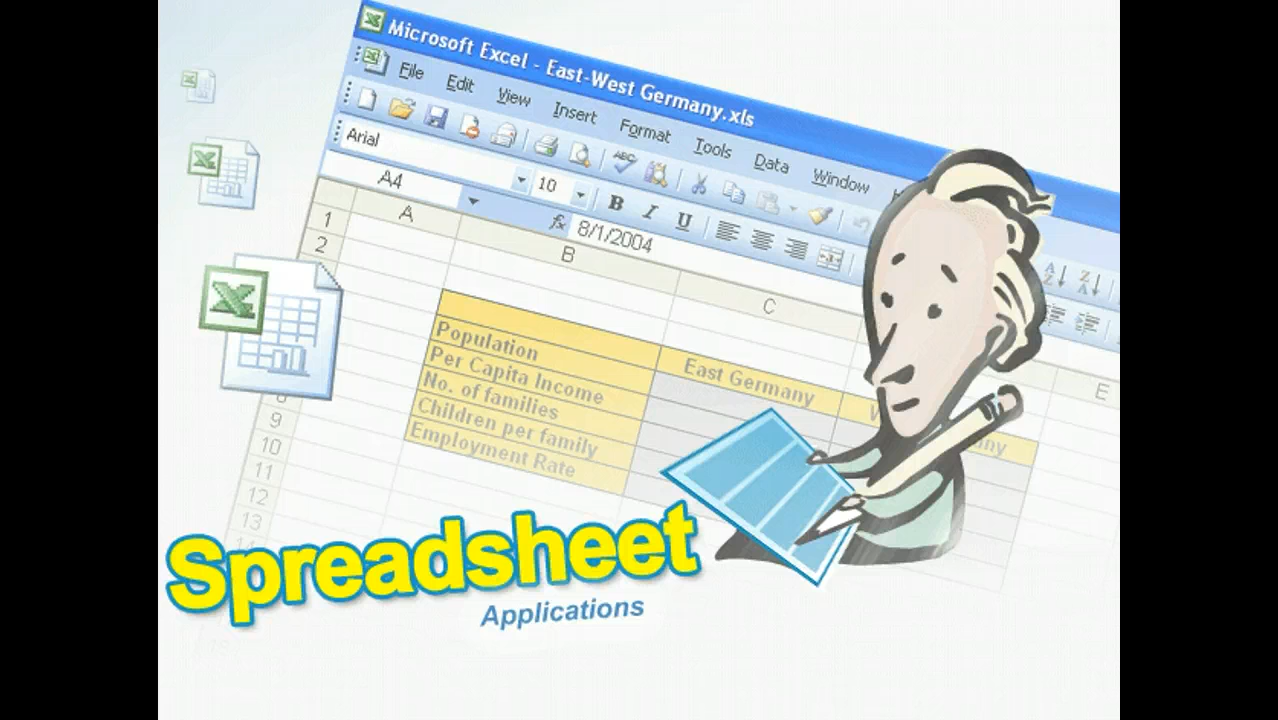 Microsoft Excel - East-West Germany.xls
File Edit View Insert Format Tools Data Window
Arial 10 B I U
A4 fx 8/1/2004
A B C E
1
2
East Germany
Population
Per Capita Income
No. of families
Children per family
Employment Rate
8
9
10
11
12
13
Spreadsheet
Applications